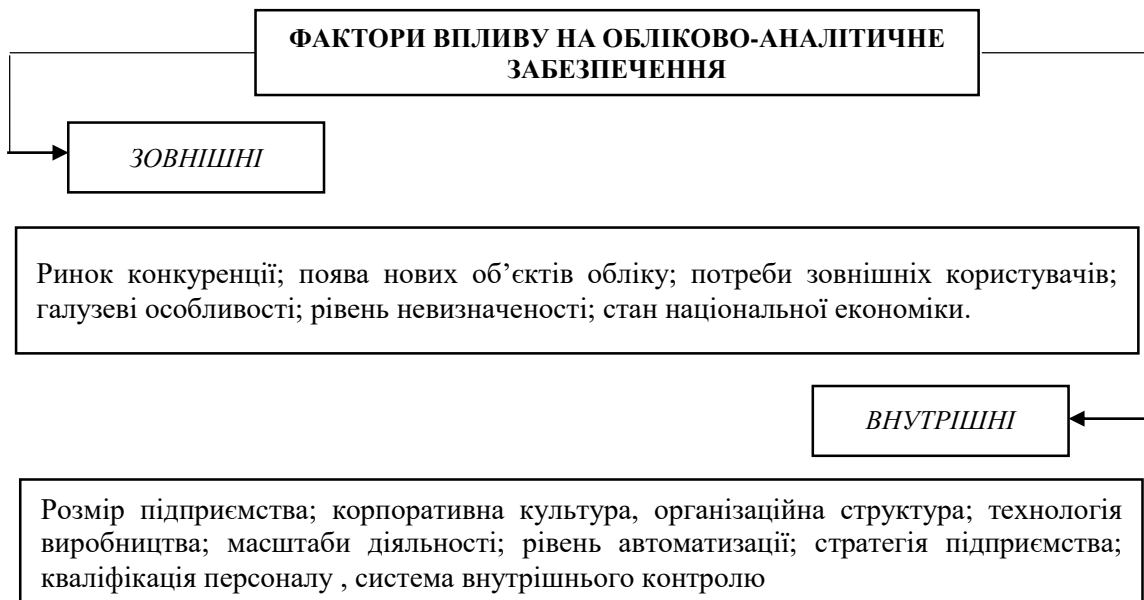 ФАКТОРИ ВПЛИВУ НА ОБЛІКОВО-АНАЛІТИЧНЕ
ЗАБЕЗПЕЧЕННЯ
ЗОВНІШНІ
Ринок конкуренції; поява нових об’єктів обліку; потреби зовнішніх користувачів;
галузеві особливості; рівень невизначеності; стан національної економіки.
ВНУТРІШНІ
Розмір підприємства; корпоративна культура, організаційна структура; технологія
виробництва; масштаби діяльності; рівень автоматизації; стратегія підприємства;
кваліфікація персоналу , система внутрішнього контролю